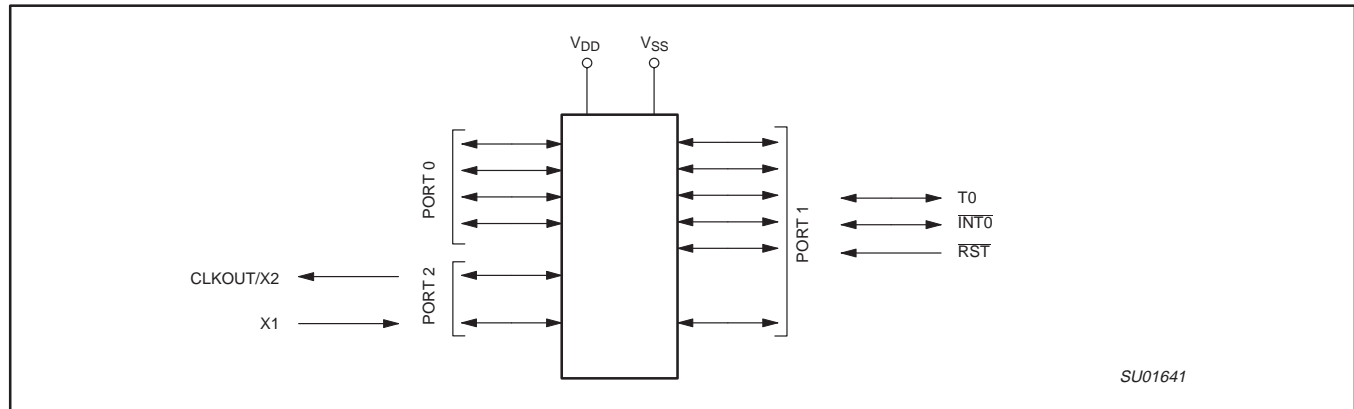 VDD
VSS
PORT 0
PORT 1
T0
INT0
RST
CLKOUT/X2
PORT 2
X1
SU01641